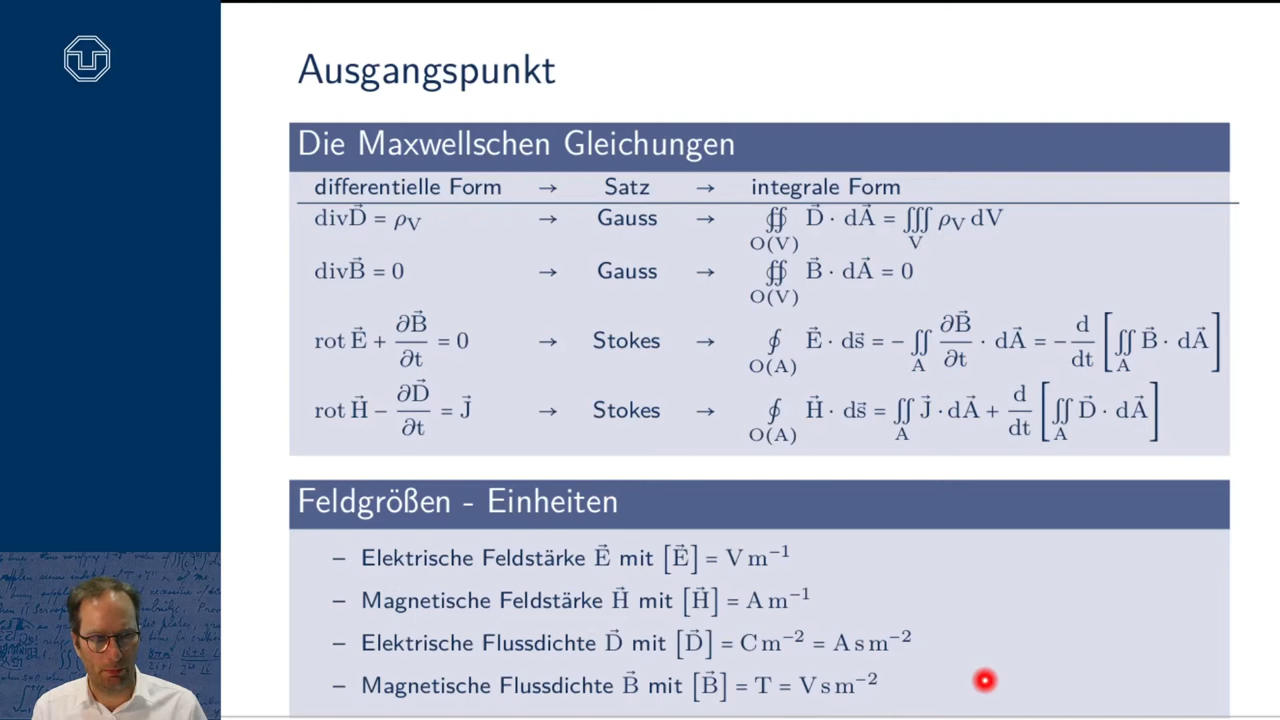 Ausgangspunkt
Die Maxwellschen Gleichungen
differentielle Form → Satz → integrale Form
divD⃗ = ρ_V → Gauss → ∯_O(V) D⃗ · dA⃗ = ∭_V ρ_V dV
divB⃗ = 0 → Gauss → ∯_O(V) B⃗ · dA⃗ = 0
rot E⃗ + ∂B⃗/∂t = 0 → Stokes → ∮_O(A) E⃗ · ds⃗ = − ∬_A ∂B⃗/∂t · dA⃗ = − d/dt [∬_A B⃗ · dA⃗]
rot H⃗ − ∂D⃗/∂t = J⃗ → Stokes → ∮_O(A) H⃗ · ds⃗ = ∬_A J⃗ · dA⃗ + d/dt [∬_A D⃗ · dA⃗]
Feldgrößen - Einheiten
– Elektrische Feldstärke E⃗ mit [E⃗] = V m⁻¹
– Magnetische Feldstärke H⃗ mit [H⃗] = A m⁻¹
– Elektrische Flussdichte D⃗ mit [D⃗] = C m⁻² = A s m⁻²
– Magnetische Flussdichte B⃗ mit [B⃗] = T = V s m⁻²